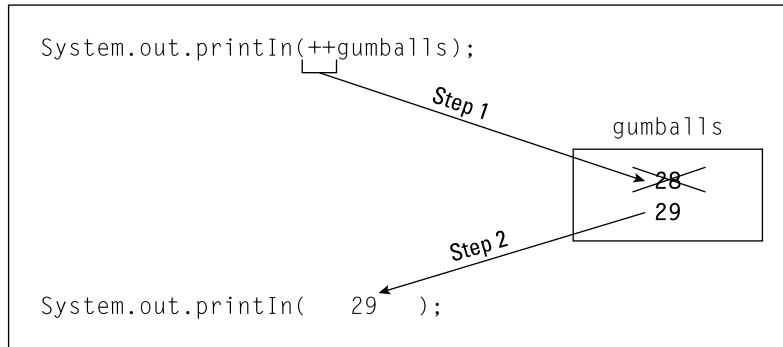 System.out.printIn(++gumballs);
Step 1
gumballs
28
29
Step 2
System.out.printIn( 29 );